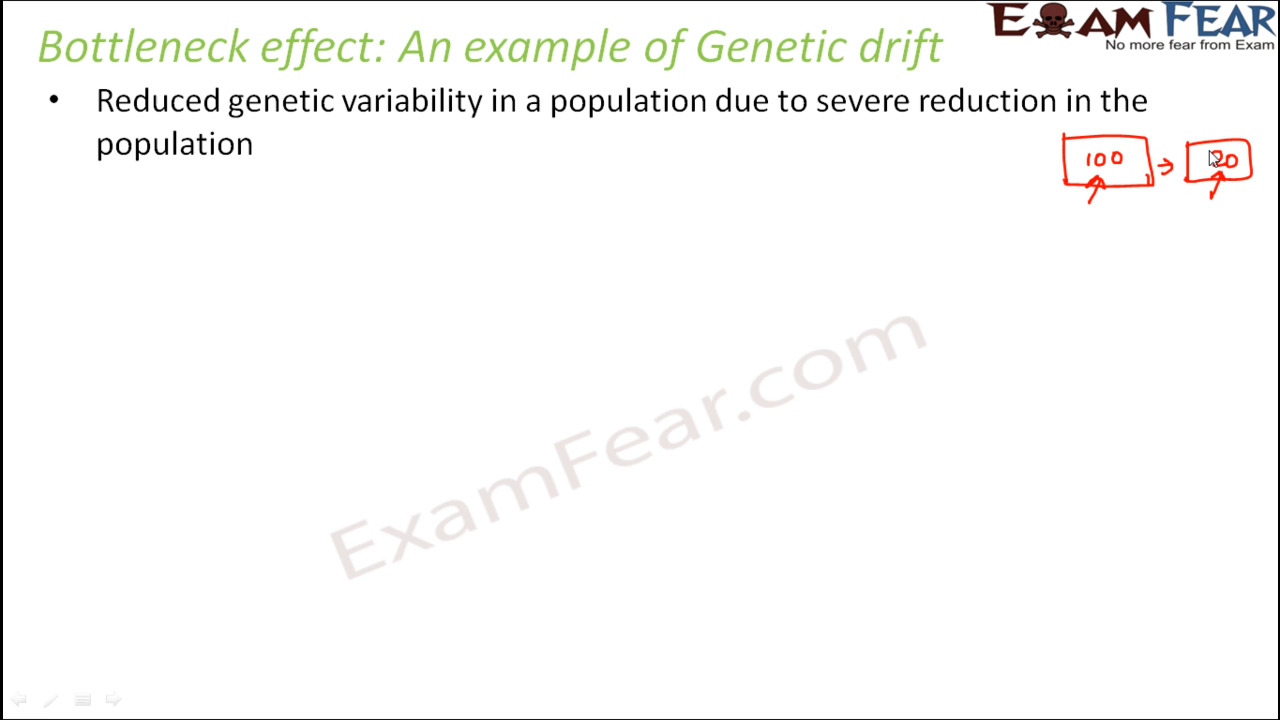 Bottleneck effect: An example of Genetic drift
EXAM FEAR
No more fear from Exam
• Reduced genetic variability in a population due to severe reduction in the
population
100 → 20
ExamFear.com